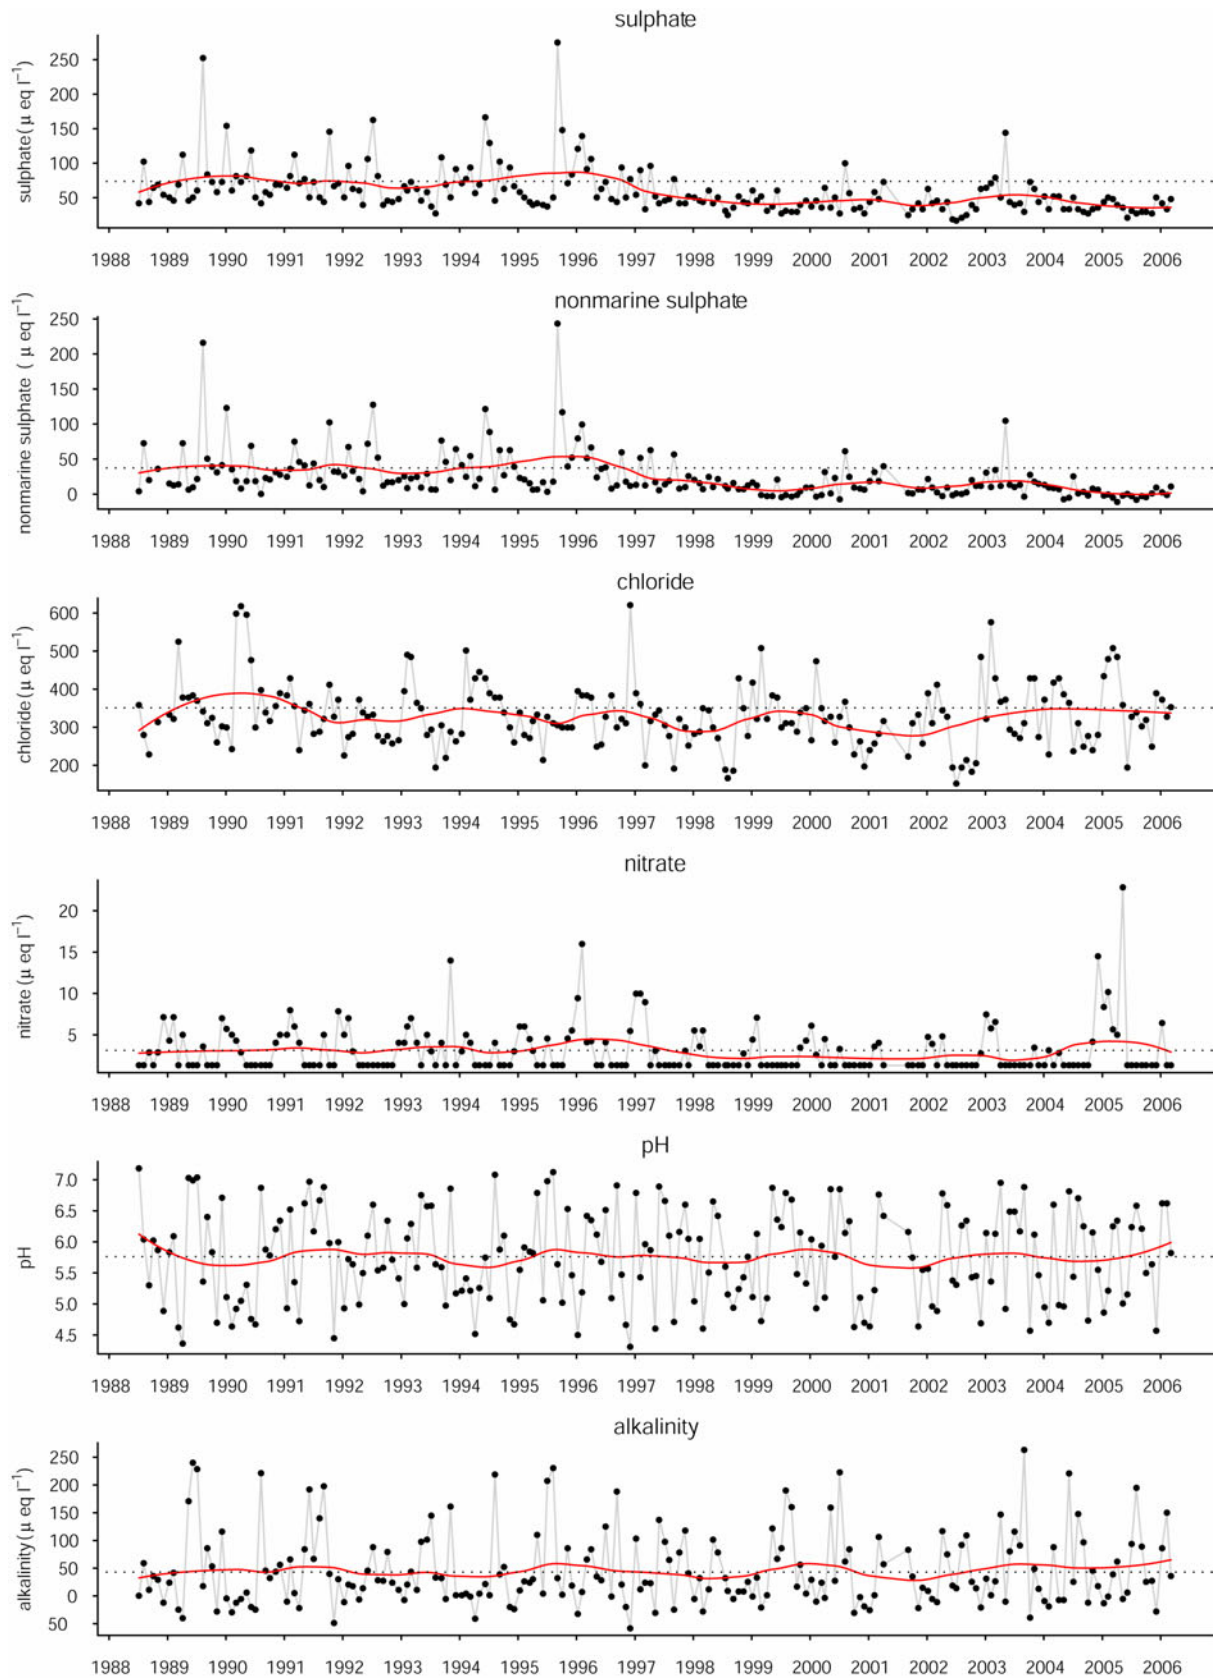 sulphate
sulphate (μ eq l⁻¹)
250
200
150
100
50
1988 1989 1990 1991 1992 1993 1994 1995 1996 1997 1998 1999 2000 2001 2002 2003 2004 2005 2006
nonmarine sulphate
nonmarine sulphate ( μ eq l⁻¹)
250
200
150
100
50
0
1988 1989 1990 1991 1992 1993 1994 1995 1996 1997 1998 1999 2000 2001 2002 2003 2004 2005 2006
chloride
chloride (μ eq l⁻¹)
600
500
400
300
200
1988 1989 1990 1991 1992 1993 1994 1995 1996 1997 1998 1999 2000 2001 2002 2003 2004 2005 2006
nitrate
nitrate (μ eq l⁻¹)
20
15
10
5
1988 1989 1990 1991 1992 1993 1994 1995 1996 1997 1998 1999 2000 2001 2002 2003 2004 2005 2006
pH
pH
7.0
6.5
6.0
5.5
5.0
4.5
1988 1989 1990 1991 1992 1993 1994 1995 1996 1997 1998 1999 2000 2001 2002 2003 2004 2005 2006
alkalinity
alkalinity (μ eq l⁻¹)
250
200
150
100
50
0
50
1988 1989 1990 1991 1992 1993 1994 1995 1996 1997 1998 1999 2000 2001 2002 2003 2004 2005 2006